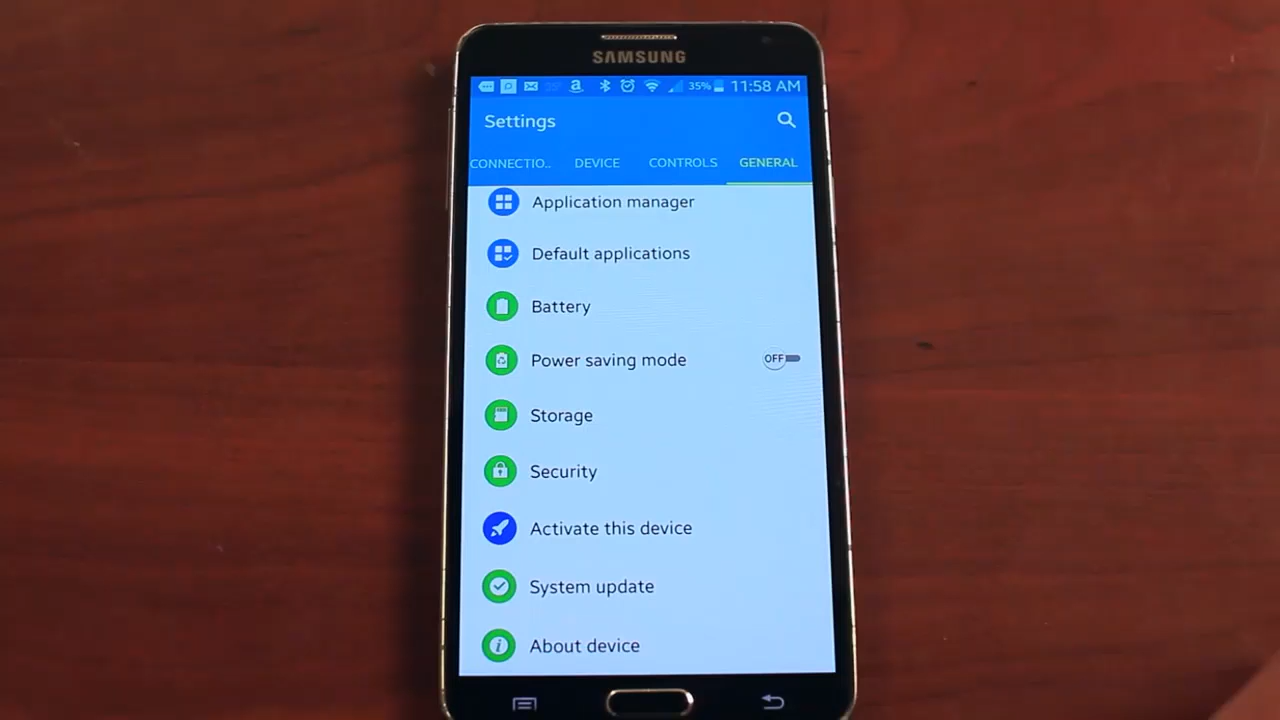 SAMSUNG
35% 11:58 AM
Settings
CONNECTIO..
DEVICE
CONTROLS
GENERAL
Application manager
Default applications
Battery
Power saving mode
OFF
Storage
Security
Activate this device
System update
About device